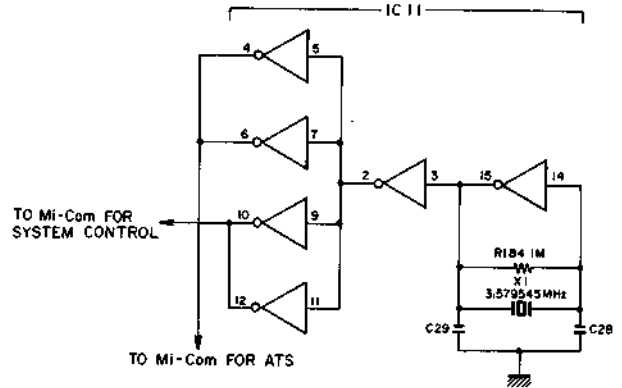 IC 11
4 5
6 7
2 3 15 14
10 9
TO Mi-Com FOR
SYSTEM CONTROL
R184 1M
X1
3.579545MHz
12 11
C29 C28
TO Mi-Com FOR ATS